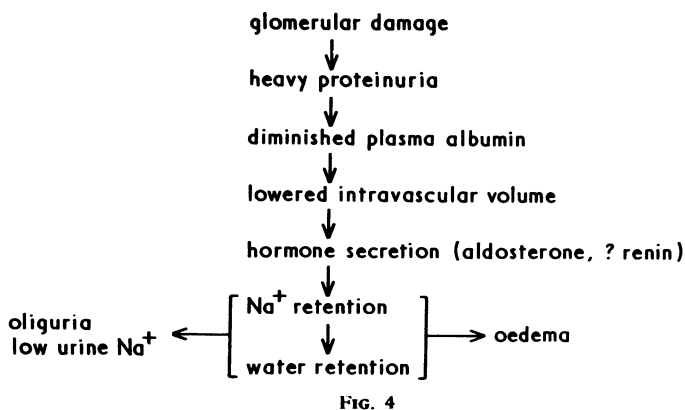 glomerular damage
heavy proteinuria
diminished plasma albumin
lowered intravascular volume
hormone secretion (aldosterone, ? renin)
Na+ retention
oliguria
low urine Na+
oedema
water retention
FIG. 4